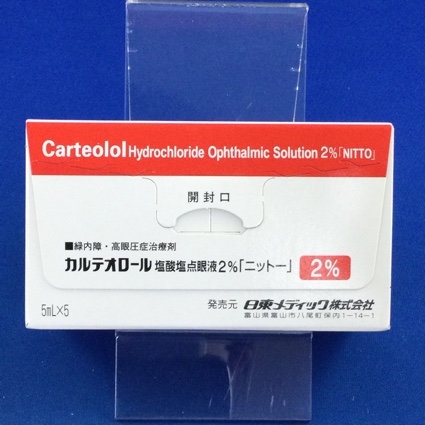 Carteolol Hydrochloride Ophthalmic Solution 2%「NITTO」
開封口
■緑内障・高眼圧症治療剤
カルテオロール 塩酸塩点眼液2%「ニットー」 2%
5mL×5
発売元 日東メディック株式会社
富山県富山市八尾町保内1-14-1